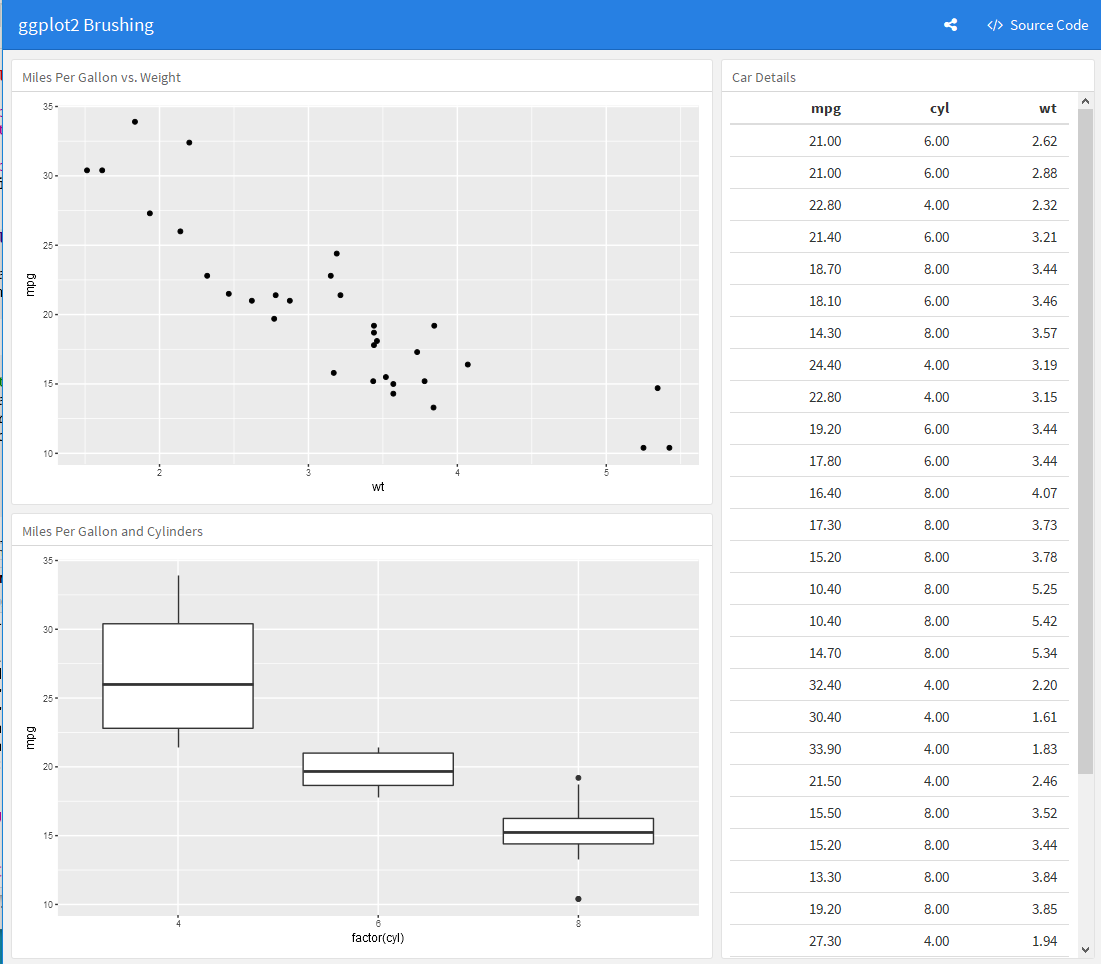 ggplot2 Brushing
</> Source Code
Miles Per Gallon vs. Weight
35
30
25
20
15
10
mpg
2 3 4 5
wt
Miles Per Gallon and Cylinders
35
30
25
20
15
10
mpg
4 6 8
factor(cyl)
Car Details
mpg cyl wt
21.00 6.00 2.62
21.00 6.00 2.88
22.80 4.00 2.32
21.40 6.00 3.21
18.70 8.00 3.44
18.10 6.00 3.46
14.30 8.00 3.57
24.40 4.00 3.19
22.80 4.00 3.15
19.20 6.00 3.44
17.80 6.00 3.44
16.40 8.00 4.07
17.30 8.00 3.73
15.20 8.00 3.78
10.40 8.00 5.25
10.40 8.00 5.42
14.70 8.00 5.34
32.40 4.00 2.20
30.40 4.00 1.61
33.90 4.00 1.83
21.50 4.00 2.46
15.50 8.00 3.52
15.20 8.00 3.44
13.30 8.00 3.84
19.20 8.00 3.85
27.30 4.00 1.94